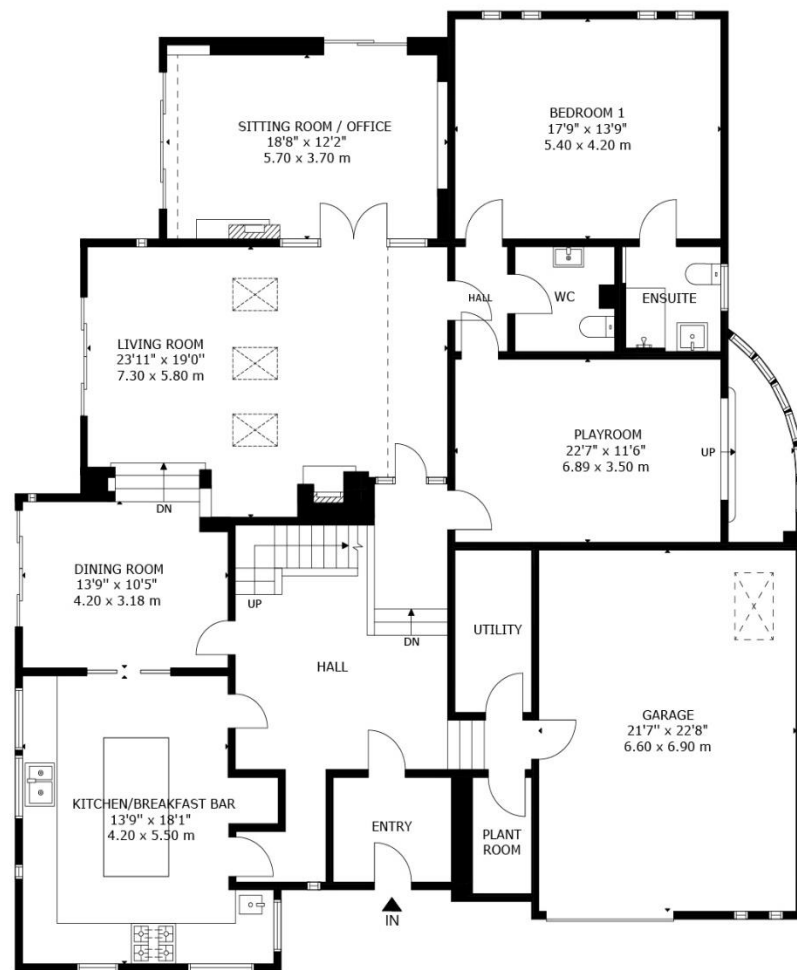 SITTING ROOM / OFFICE
18'8" x 12'2"
5.70 x 3.70 m
BEDROOM 1
17'9" x 13'9"
5.40 x 4.20 m
HALL
WC
ENSUITE
LIVING ROOM
23'11" x 19'0"
7.30 x 5.80 m
PLAYROOM
22'7" x 11'6"
6.89 x 3.50 m
UP
DN
DINING ROOM
13'9" x 10'5"
4.20 x 3.18 m
UP
DN
HALL
UTILITY
GARAGE
21'7" x 22'8"
6.60 x 6.90 m
KITCHEN/BREAKFAST BAR
13'9" x 18'1"
4.20 x 5.50 m
ENTRY
PLANT
ROOM
IN